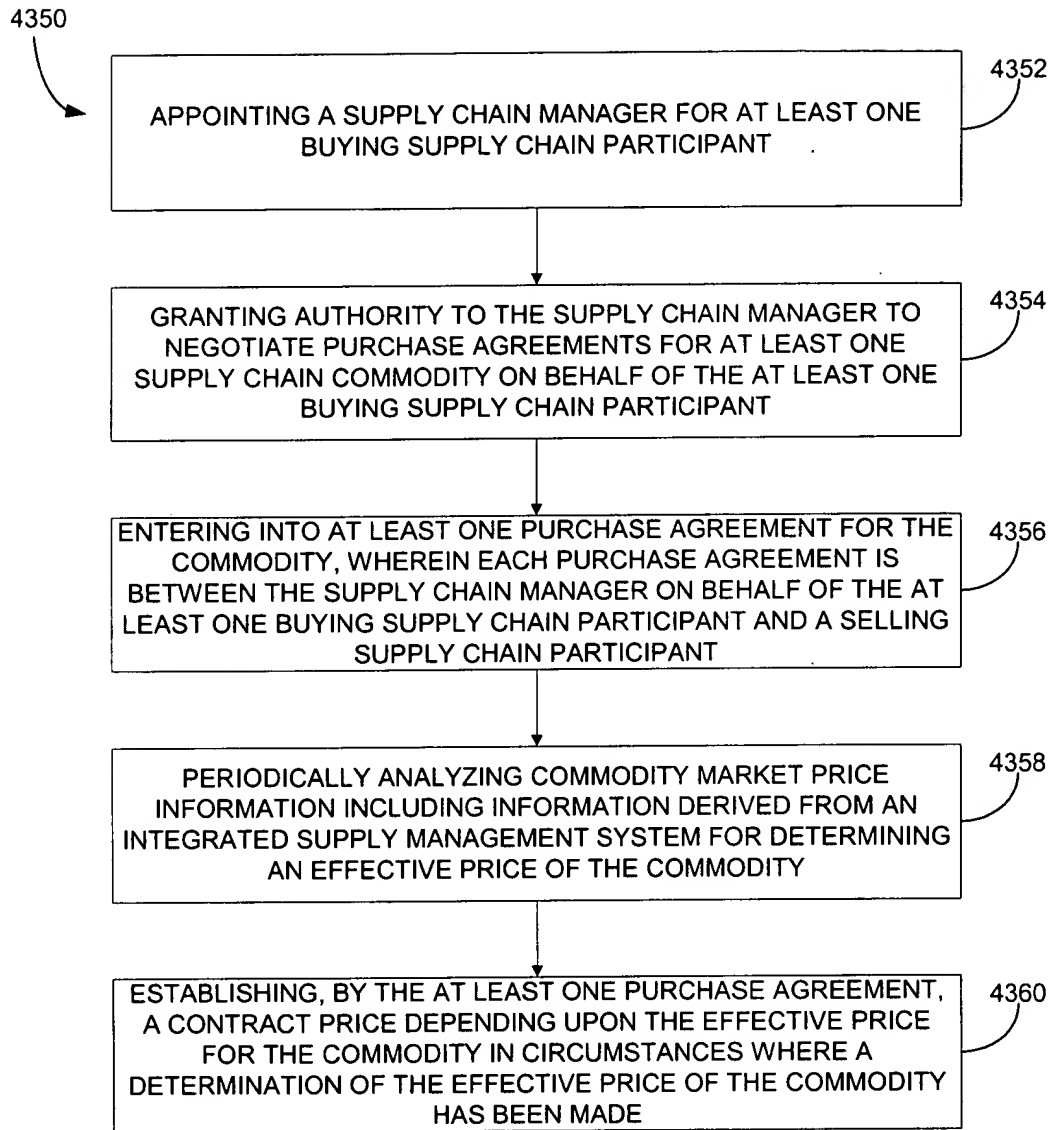 4350
4352
APPOINTING A SUPPLY CHAIN MANAGER FOR AT LEAST ONE
BUYING SUPPLY CHAIN PARTICIPANT
4354
GRANTING AUTHORITY TO THE SUPPLY CHAIN MANAGER TO
NEGOTIATE PURCHASE AGREEMENTS FOR AT LEAST ONE
SUPPLY CHAIN COMMODITY ON BEHALF OF THE AT LEAST ONE
BUYING SUPPLY CHAIN PARTICIPANT
4356
ENTERING INTO AT LEAST ONE PURCHASE AGREEMENT FOR THE
COMMODITY, WHEREIN EACH PURCHASE AGREEMENT IS
BETWEEN THE SUPPLY CHAIN MANAGER ON BEHALF OF THE AT
LEAST ONE BUYING SUPPLY CHAIN PARTICIPANT AND A SELLING
SUPPLY CHAIN PARTICIPANT
4358
PERIODICALLY ANALYZING COMMODITY MARKET PRICE
INFORMATION INCLUDING INFORMATION DERIVED FROM AN
INTEGRATED SUPPLY MANAGEMENT SYSTEM FOR DETERMINING
AN EFFECTIVE PRICE OF THE COMMODITY
4360
ESTABLISHING, BY THE AT LEAST ONE PURCHASE AGREEMENT,
A CONTRACT PRICE DEPENDING UPON THE EFFECTIVE PRICE
FOR THE COMMODITY IN CIRCUMSTANCES WHERE A
DETERMINATION OF THE EFFECTIVE PRICE OF THE COMMODITY
HAS BEEN MADE